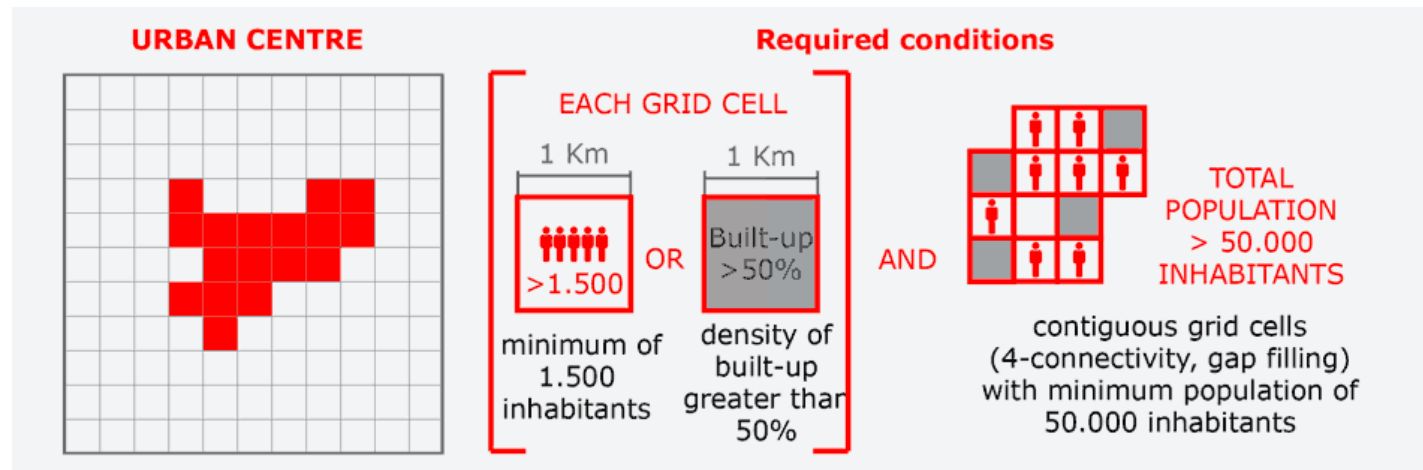 URBAN CENTRE
Required conditions
EACH GRID CELL
1 Km
1 Km
>1.500
OR
Built-up
>50%
minimum of
1.500
inhabitants
density of
built-up
greater than
50%
AND
TOTAL
POPULATION
> 50.000
INHABITANTS
contiguous grid cells
(4-connectivity, gap filling)
with minimum population of
50.000 inhabitants